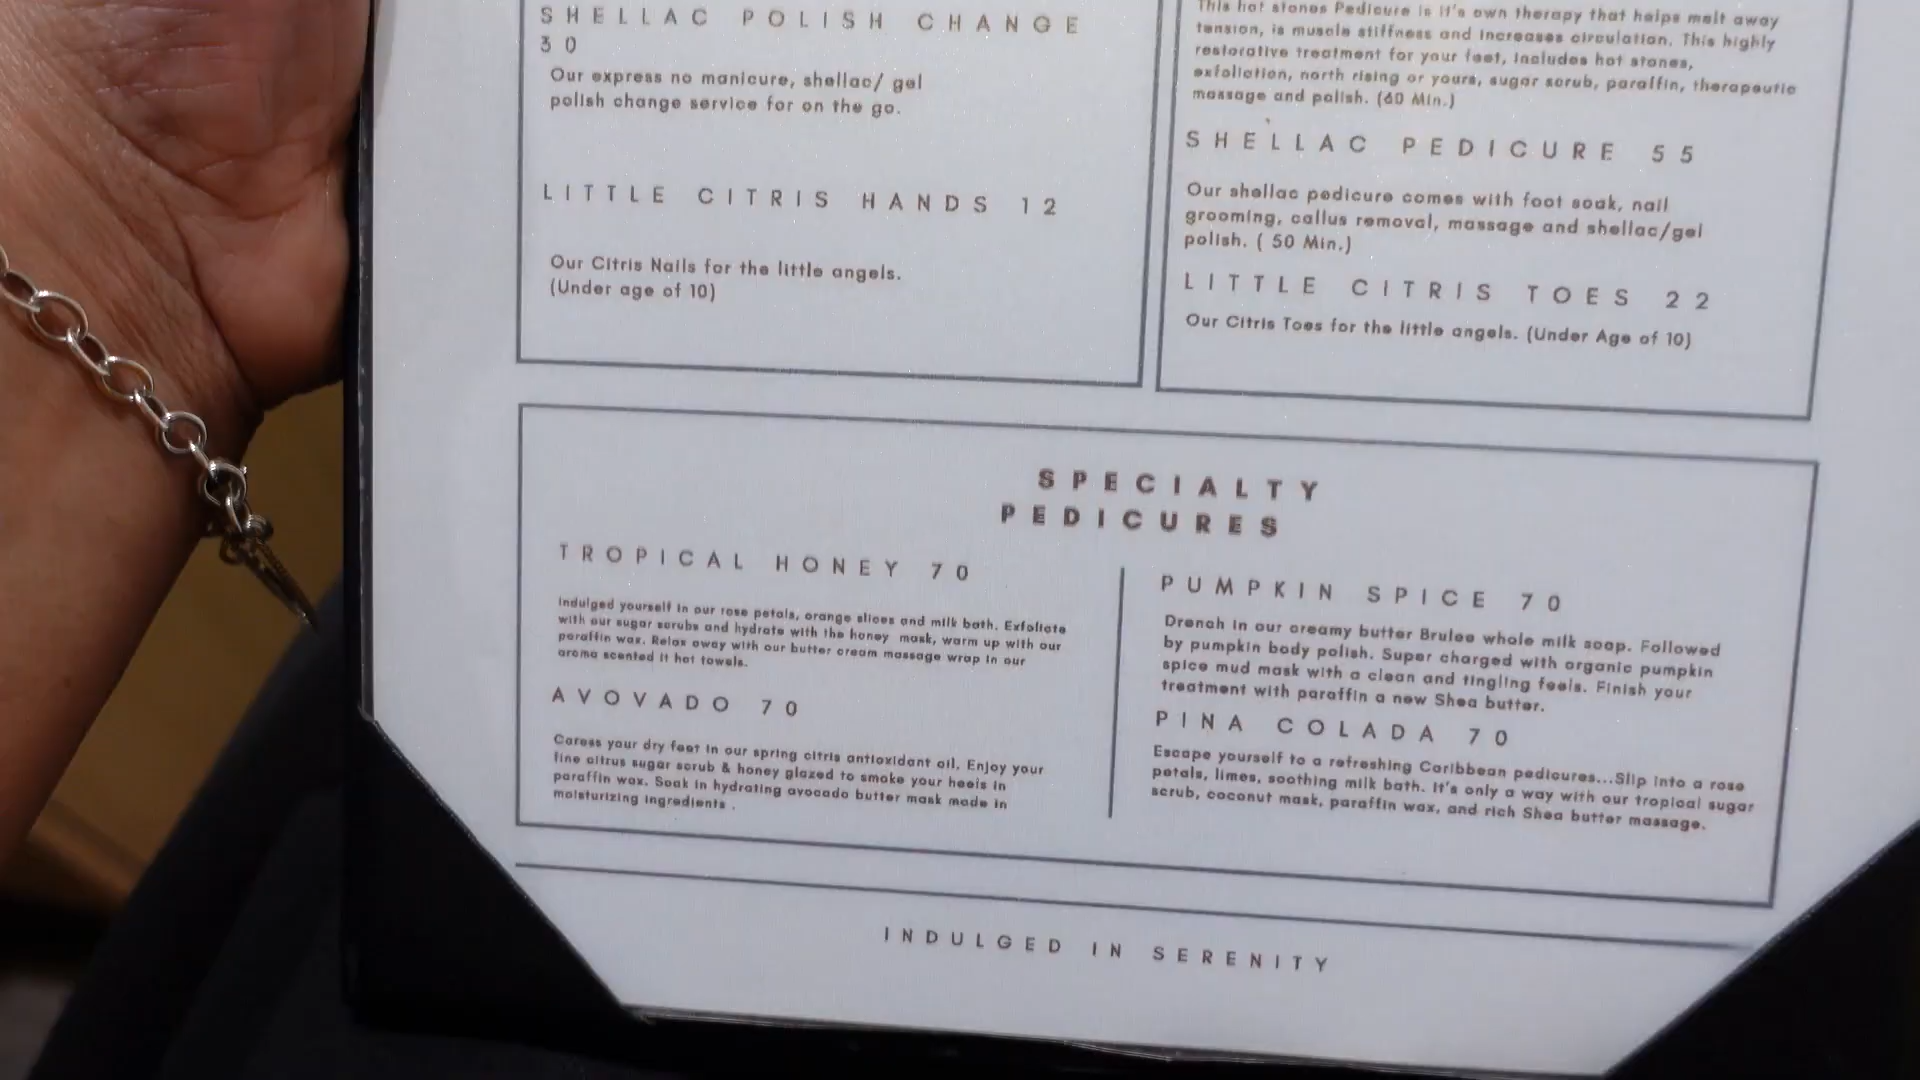 SHELLAC POLISH CHANGE
30
Our express no manicure, shellac/ gel
polish change service for on the go.
LITTLE CITRIS HANDS 12
Our Citris Nails for the little angels.
(Under age of 10)
This hot stones Pedicure is it's own therapy that helps melt away
tension, is muscle stiffness and increases circulation. This highly
restorative treatment for your feet, includes hot stones,
exfoliation, north rising or yours, sugar scrub, paraffin, therapeutic
massage and polish. (60 Min.)
SHELLAC PEDICURE 55
Our shellac pedicure comes with foot soak, nail
grooming, callus removal, massage and shellac/gel
polish. ( 50 Min.)
LITTLE CITRIS TOES 22
Our Citris Toes for the little angels. (Under Age of 10)
SPECIALTY
PEDICURES
TROPICAL HONEY 70
Indulged yourself in our rose petals, orange slices and milk bath. Exfoliate
with our sugar scrubs and hydrate with the honey mask, warm up with our
paraffin wax. Relax away with our butter cream massage wrap in our
aroma scented it hot towels.
AVOVADO 70
Caress your dry feet in our spring citris antioxidant oil. Enjoy your
fine citrus sugar scrub & honey glazed to smoke your heels in
paraffin wax. Soak in hydrating avocado butter mask made in
moisturizing ingredients .
PUMPKIN SPICE 70
Drench in our creamy butter Brulee whole milk soap. Followed
by pumpkin body polish. Super charged with organic pumpkin
spice mud mask with a clean and tingling feels. Finish your
treatment with paraffin a new Shea butter.
PINA COLADA 70
Escape yourself to a refreshing Caribbean pedicures...Slip into a rose
petals, limes, soothing milk bath. It's only a way with our tropical sugar
scrub, coconut mask, paraffin wax, and rich Shea butter massage.
INDULGED IN SERENITY